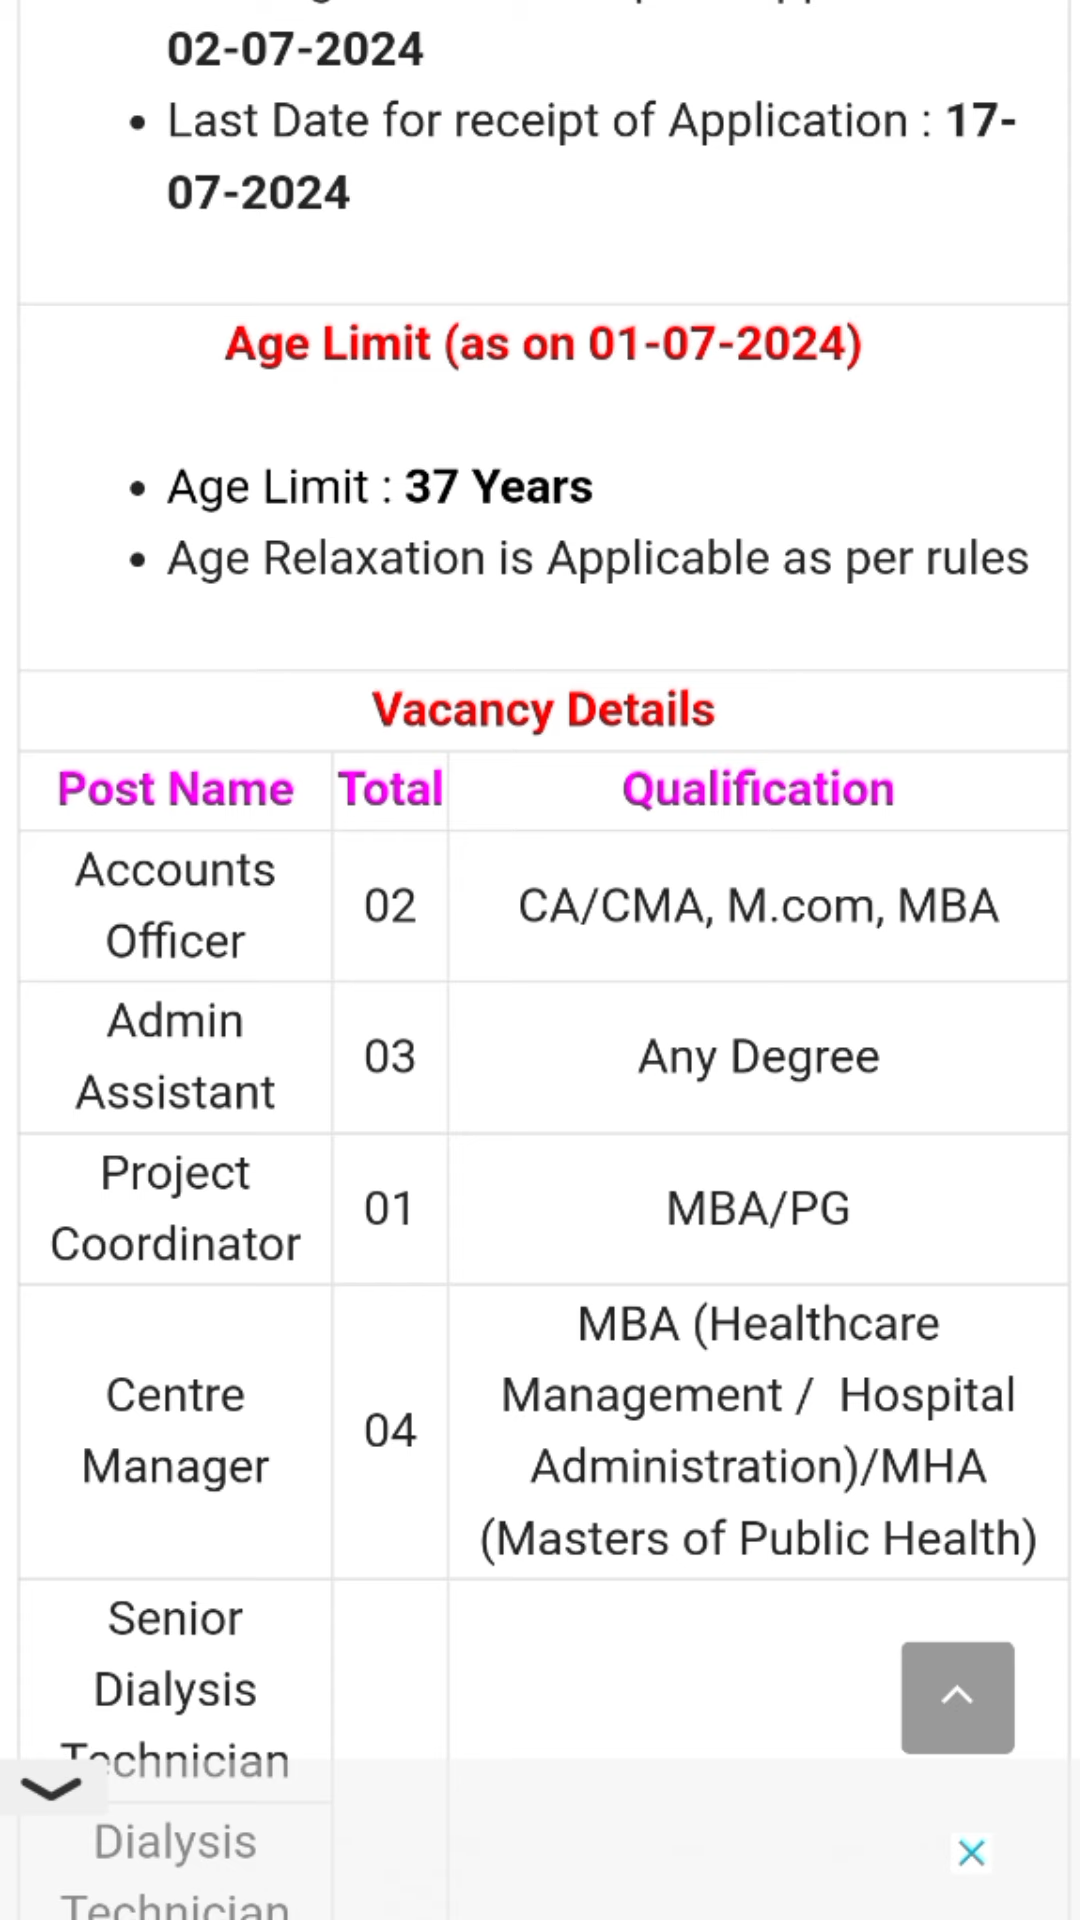 02-07-2024
• Last Date for receipt of Application : 17-
07-2024
Age Limit (as on 01-07-2024)
• Age Limit : 37 Years
• Age Relaxation is Applicable as per rules
Vacancy Details
Post Name Total Qualification
Accounts
Officer
02
CA/CMA, M.com, MBA
Admin
Assistant
03
Any Degree
Project
Coordinator
01
MBA/PG
Centre
Manager
04
MBA (Healthcare
Management / Hospital
Administration)/MHA
(Masters of Public Health)
Senior
Dialysis
Technician
Dialysis
Technician